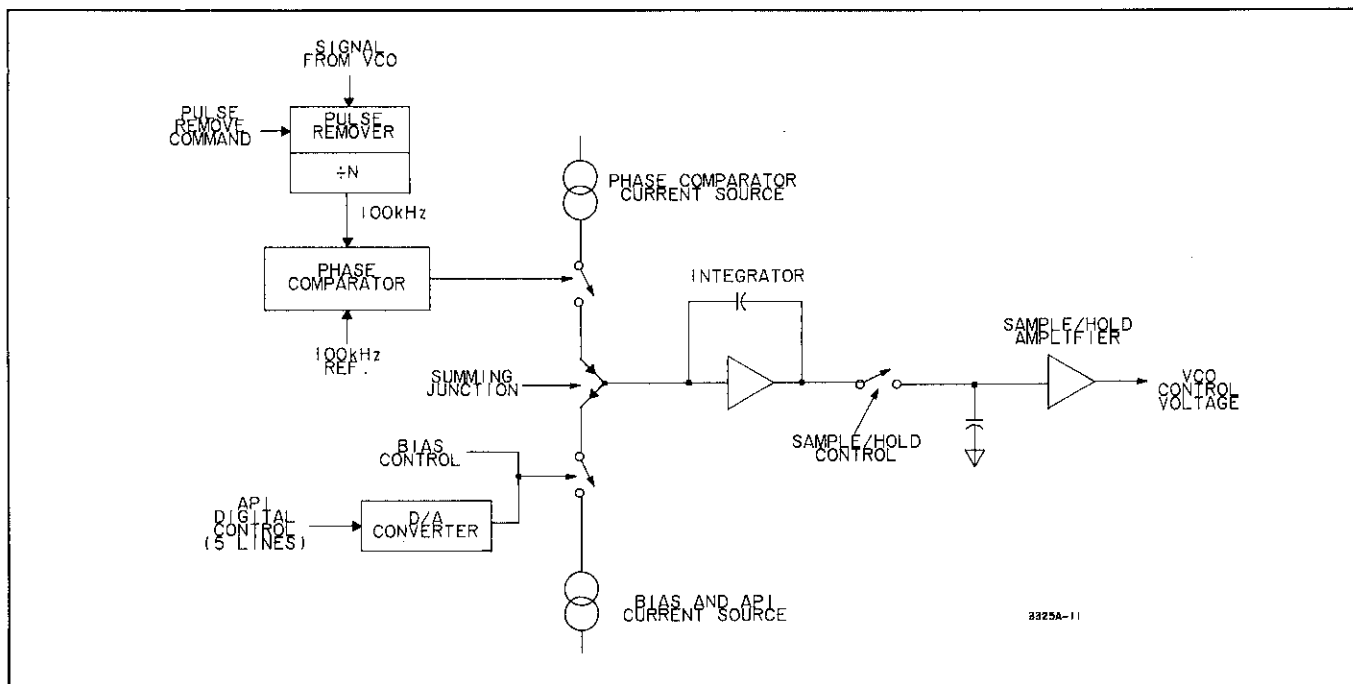 SIGNAL
FROM VCO
PULSE
REMOVE
COMMAND
PULSE
REMOVER
÷N
100kHz
PHASE
COMPARATOR
100kHz
REF.
PHASE COMPARATOR
CURRENT SOURCE
SUMMING
JUNCTION
INTEGRATOR
SAMPLE/HOLD
AMPLIFIER
VCO
CONTROL
VOLTAGE
SAMPLE/HOLD
CONTROL
BIAS
CONTROL
API
DIGITAL
CONTROL
(5 LINES)
D/A
CONVERTER
BIAS AND API
CURRENT SOURCE
3325A-11